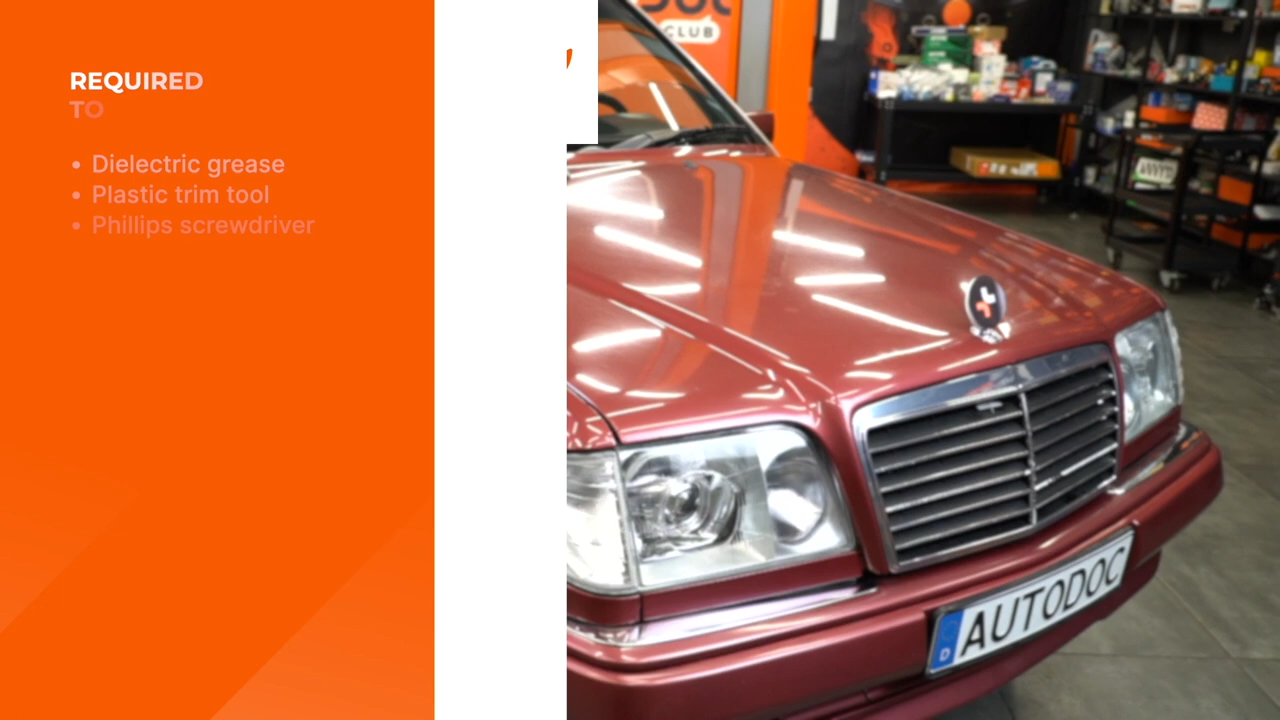 REQUIRED
TO
• Dielectric grease
• Plastic trim tool
• Phillips screwdriver
CLUB
AUTODOC
D